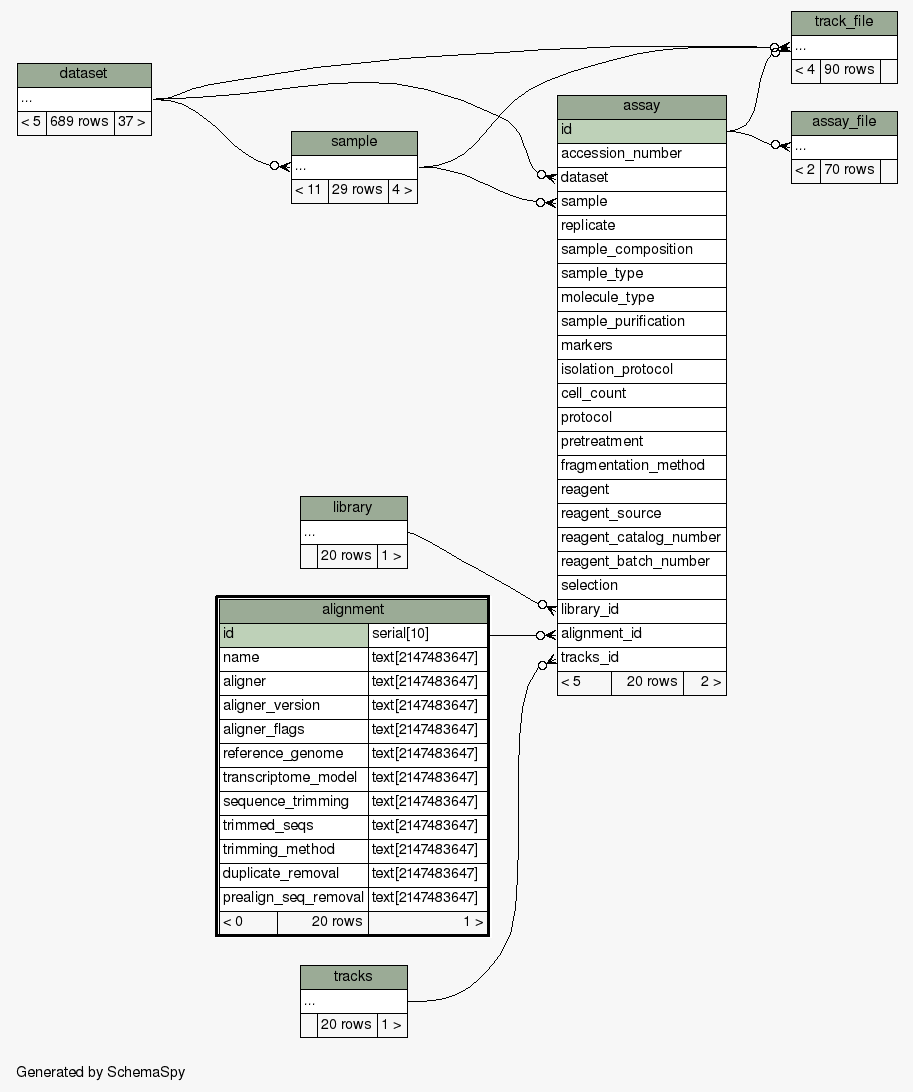 track_file
...
< 4 90 rows
dataset
...
< 5 689 rows 37 >
assay
id
accession_number
dataset
sample
replicate
sample_composition
sample_type
molecule_type
sample_purification
markers
isolation_protocol
cell_count
protocol
pretreatment
fragmentation_method
reagent
reagent_source
reagent_catalog_number
reagent_batch_number
selection
library_id
alignment_id
tracks_id
< 5 20 rows 2 >
assay_file
...
< 2 70 rows
sample
...
< 11 29 rows 4 >
library
...
20 rows 1 >
alignment
id serial[10]
name text[2147483647]
aligner text[2147483647]
aligner_version text[2147483647]
aligner_flags text[2147483647]
reference_genome text[2147483647]
transcriptome_model text[2147483647]
sequence_trimming text[2147483647]
trimmed_seqs text[2147483647]
trimming_method text[2147483647]
duplicate_removal text[2147483647]
prealign_seq_removal text[2147483647]
< 0 20 rows 1 >
tracks
...
20 rows 1 >
Generated by SchemaSpy